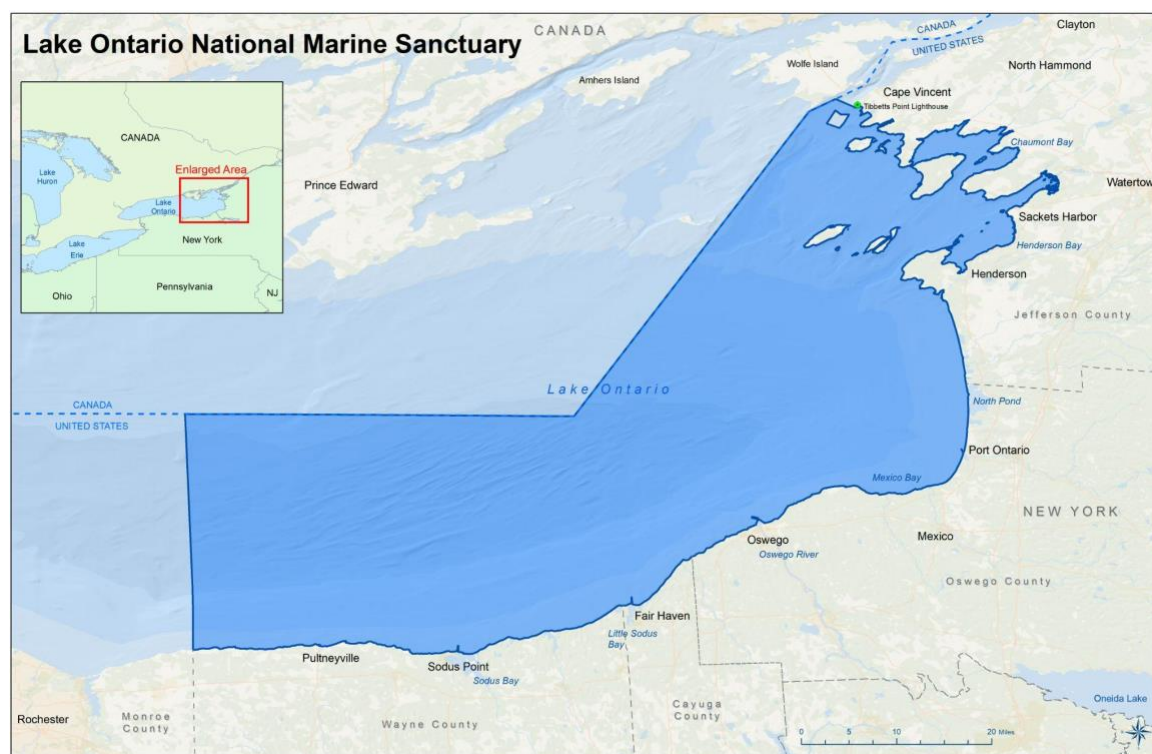 Lake Ontario National Marine Sanctuary
CANADA
Clayton
CANADA
UNITED STATES
Wolfe Island
North Hammond
Amhers Island
Cape Vincent
Tibbetts Point Lighthouse
CANADA
Lake
Huron
Enlarged Area
Lake
Ontario
New York
Lake
Erie
Pennsylvania
NJ
Ohio
Chaumont Bay
Prince Edward
Watertow
Sackets Harbor
Henderson Bay
Henderson
Jefferson County
Lake Ontario
CANADA
UNITED STATES
North Pond
Port Ontario
Mexico Bay
NEW YORK
Oswego
Mexico
Oswego River
Oswego County
Fair Haven
Little Sodus
Bay
Pultneyville
Sodus Point
Sodus Bay
Oneida Lake
Rochester
Monroe
County
Wayne County
Cayuga
County
0
5
10
20 Miles